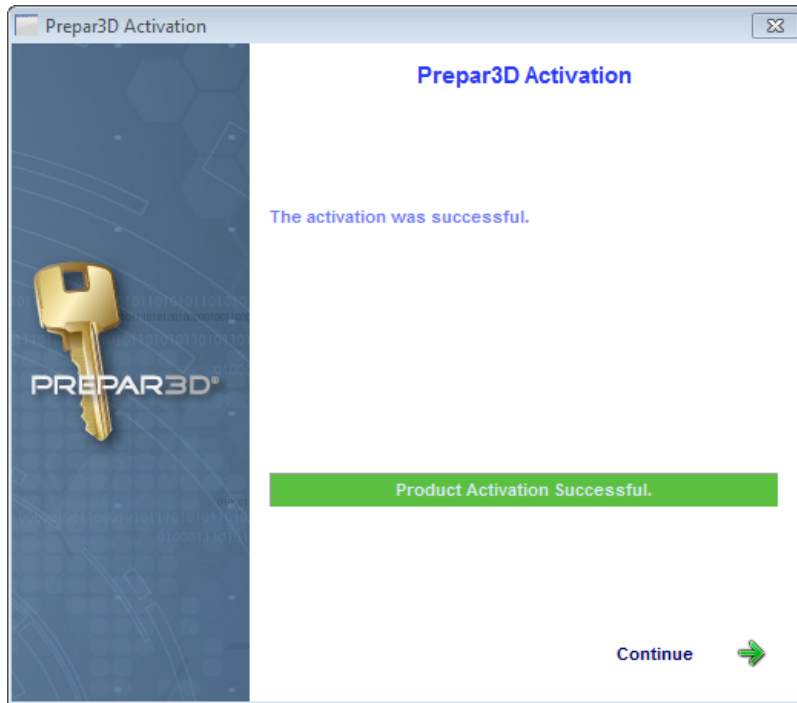 Prepar3D Activation
Prepar3D Activation
The activation was successful.
PREPAR3D®
Product Activation Successful.
Continue